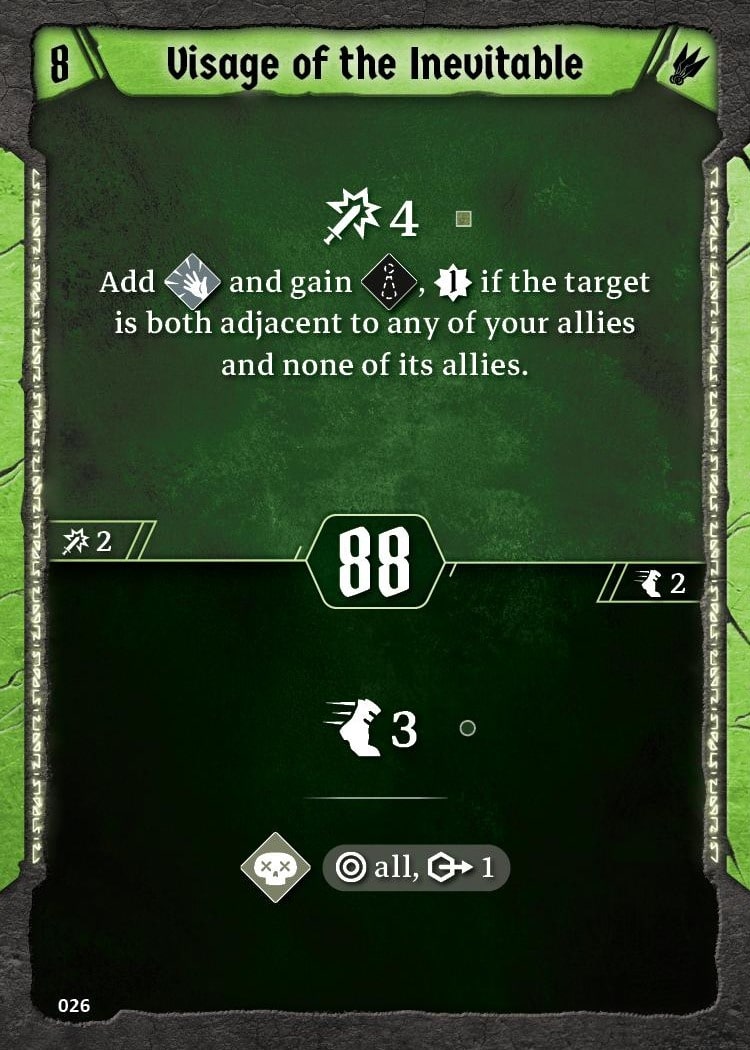 8 Visage of the Inevitable
4
Add and gain , 1 if the target
is both adjacent to any of your allies
and none of its allies.
2
88
2
3
all, 1
026